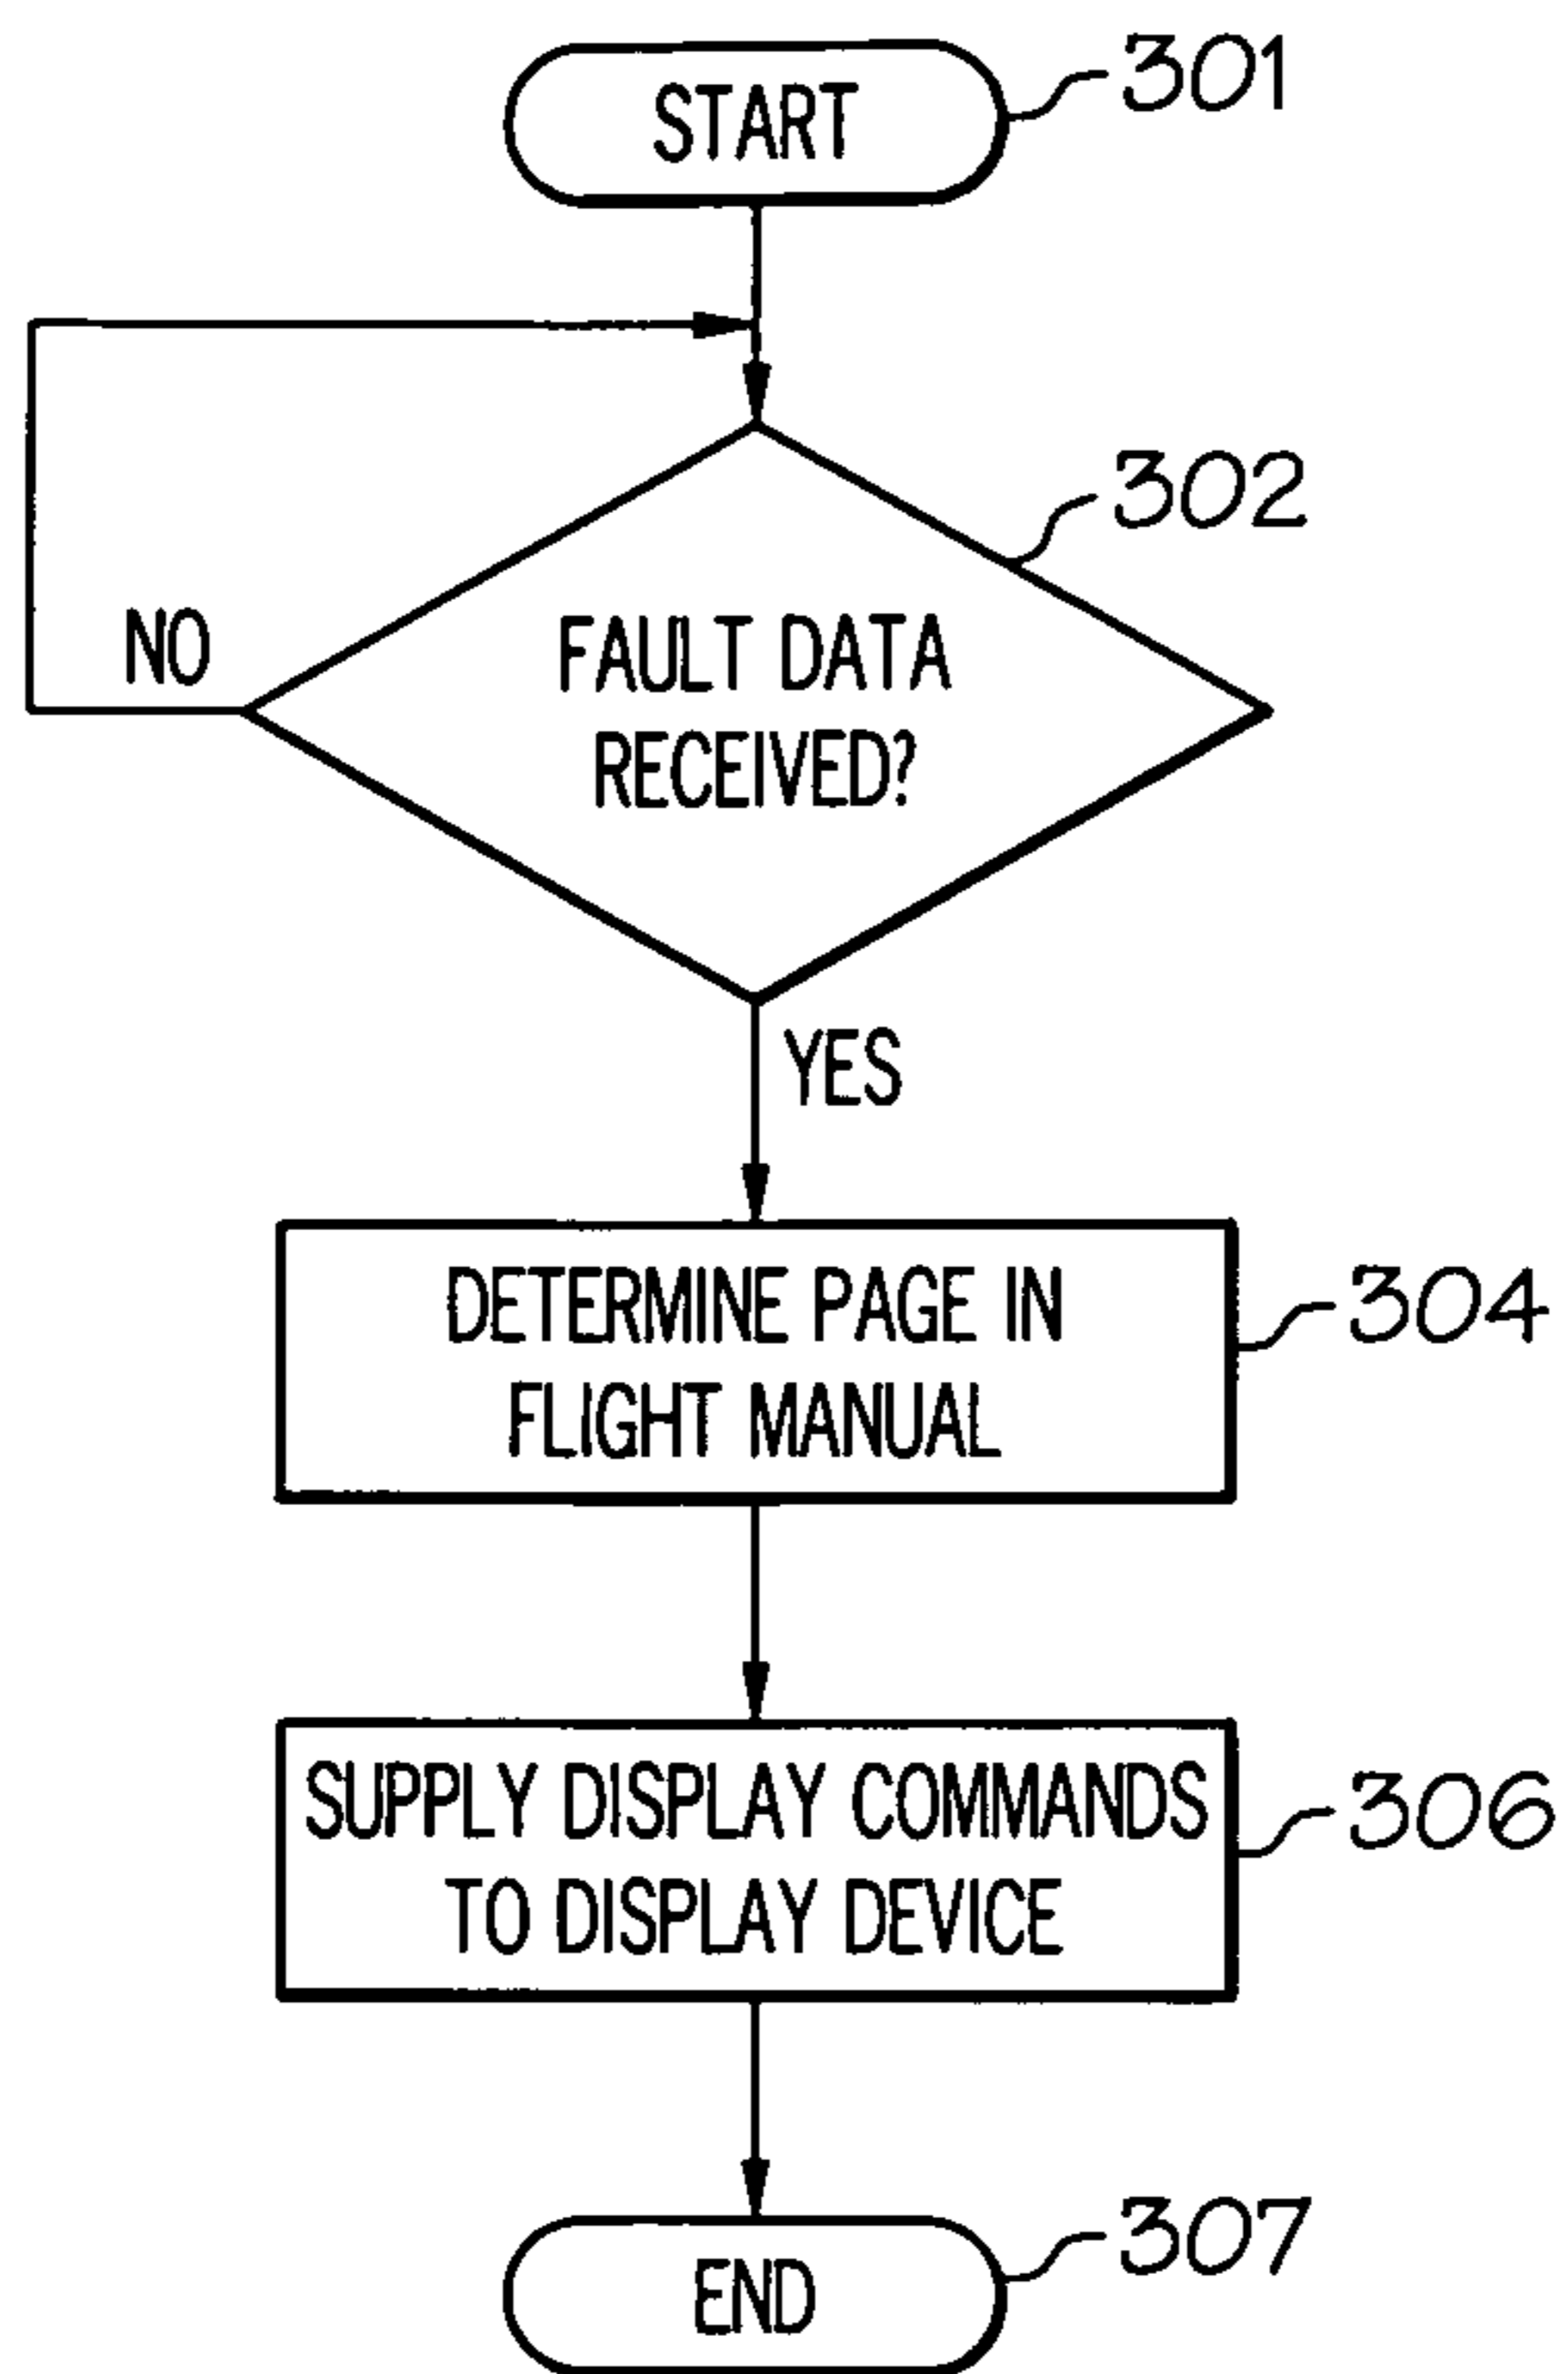 START
301
302
FAULT DATA
RECEIVED?
NO
YES
DETERMINE PAGE IN
FLIGHT MANUAL
304
SUPPLY DISPLAY COMMANDS
TO DISPLAY DEVICE
306
END
307